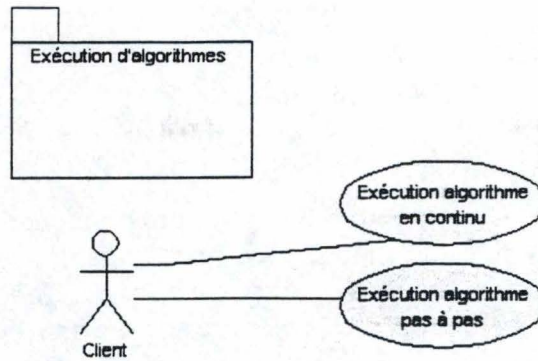 Exécution d'algorithmes
Exécution algorithme
en continu
Exécution algorithme
pas à pas
Client